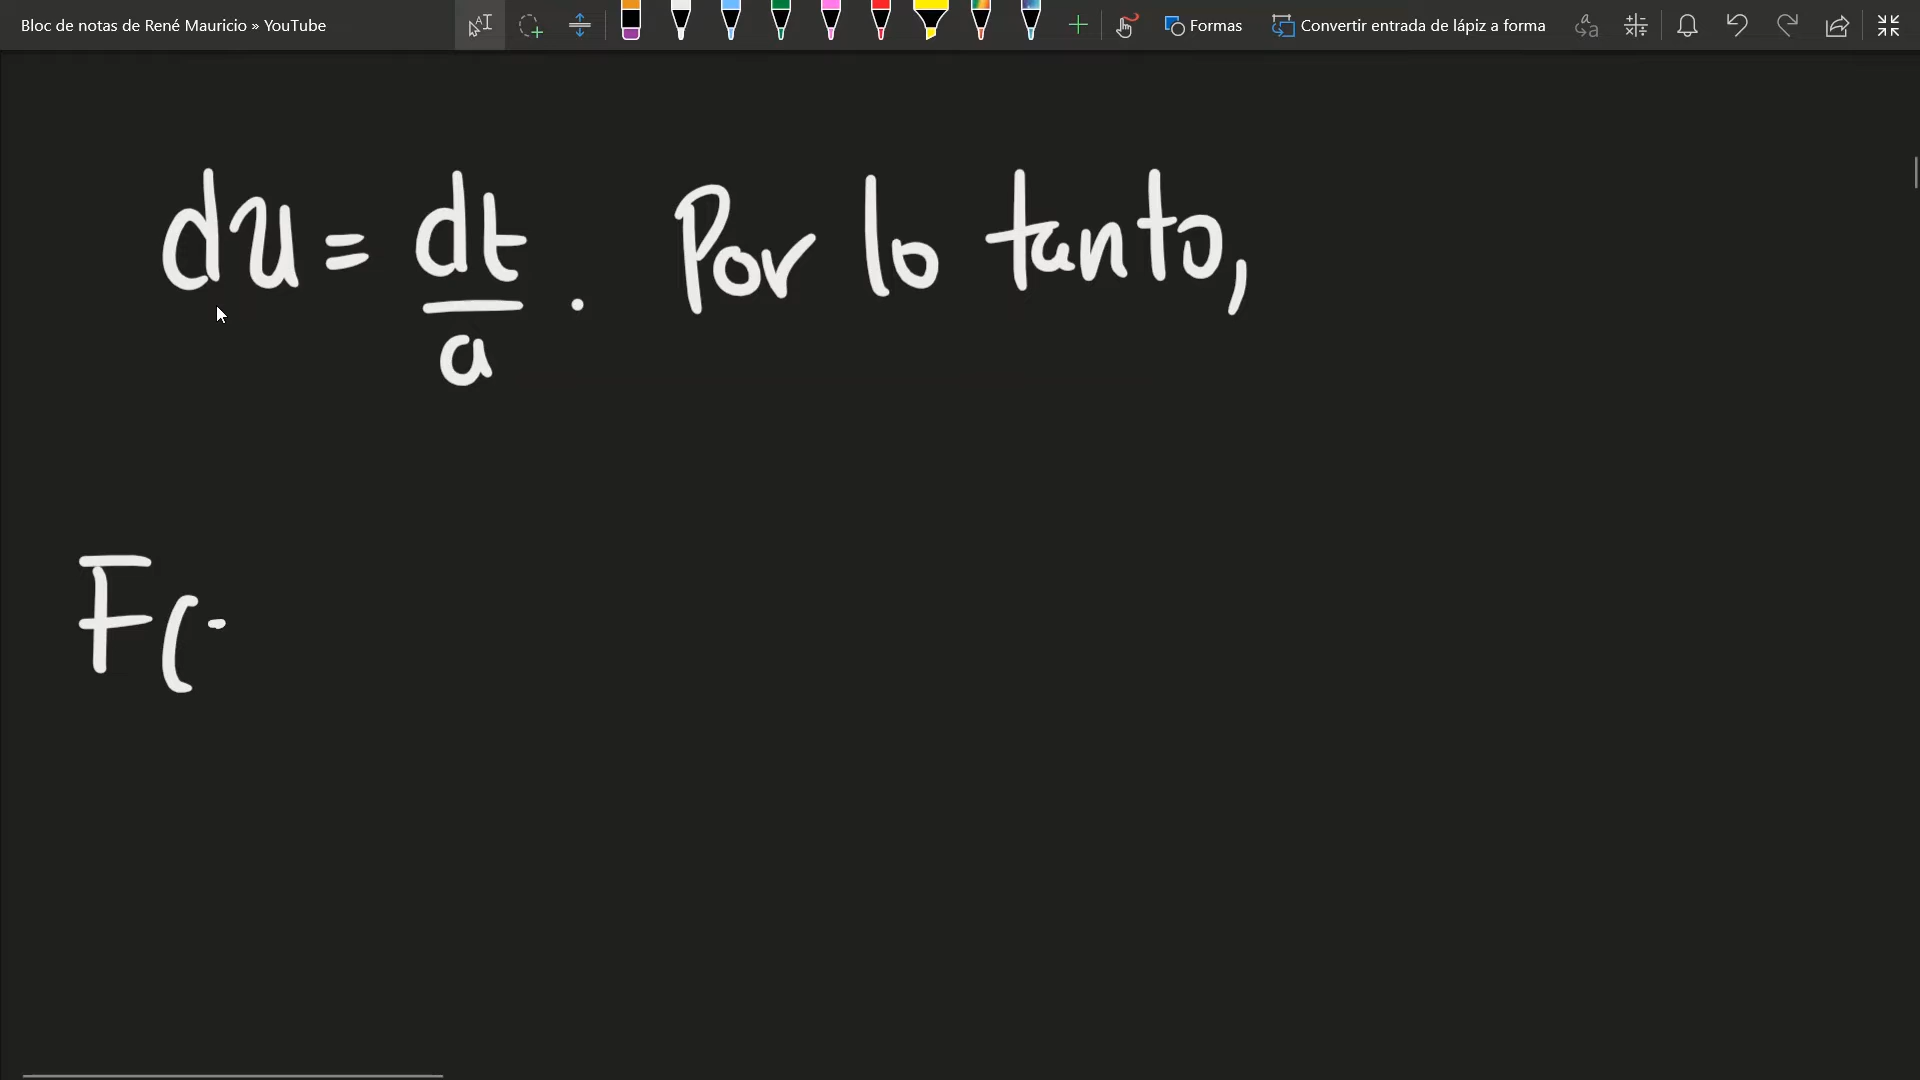 Bloc de notas de René Mauricio » YouTube
Formas
Convertir entrada de lápiz a forma
du = dt/a. Por lo tanto,
F(-